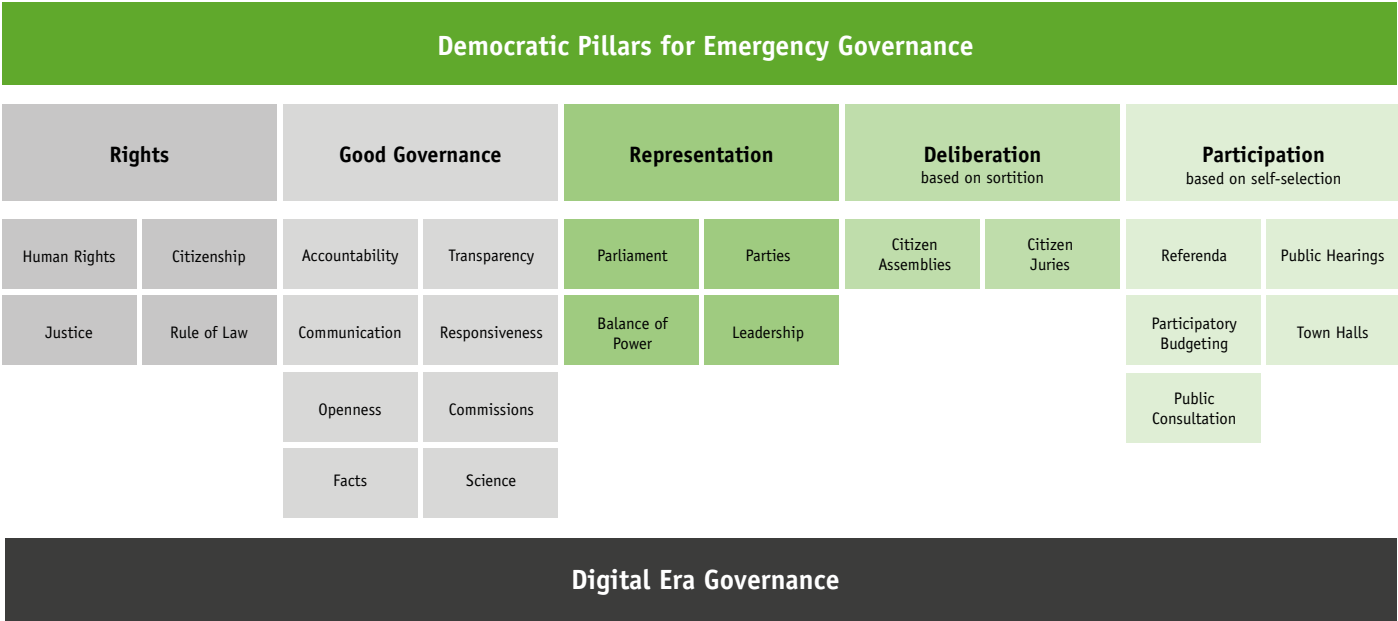 Democratic Pillars for Emergency Governance
Rights
Good Governance
Representation
Deliberation
based on sortition
Participation
based on self-selection
Human Rights
Citizenship
Accountability
Transparency
Parliament
Parties
Citizen
Assemblies
Citizen
Juries
Referenda
Public Hearings
Justice
Rule of Law
Communication
Responsiveness
Balance of
Power
Leadership
Participatory
Budgeting
Town Halls
Openness
Commissions
Public
Consultation
Facts
Science
Digital Era Governance